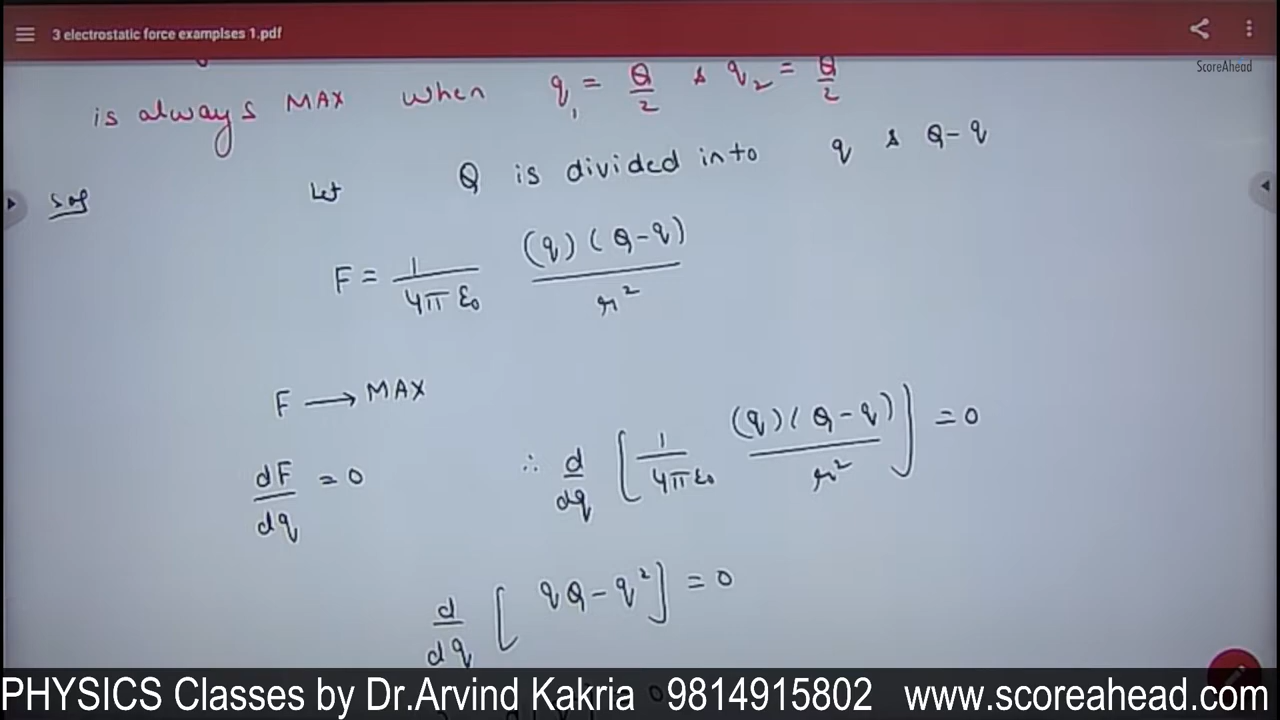 3 electrostatic force examplses 1.pdf
ScoreAhead
is always MAX When q₁ = Q/2 & q₂ = Q/2
Sol Let Q is divided into q & Q-q
F = 1/4πε₀ (q)(Q-q)/r²
F → MAX
dF/dq = 0 ∴ d/dq [1/4πε₀ (q)(Q-q)/r²] = 0
d/dq [qQ - q²] = 0
PHYSICS Classes by Dr.Arvind Kakria 9814915802 www.scoreahead.com